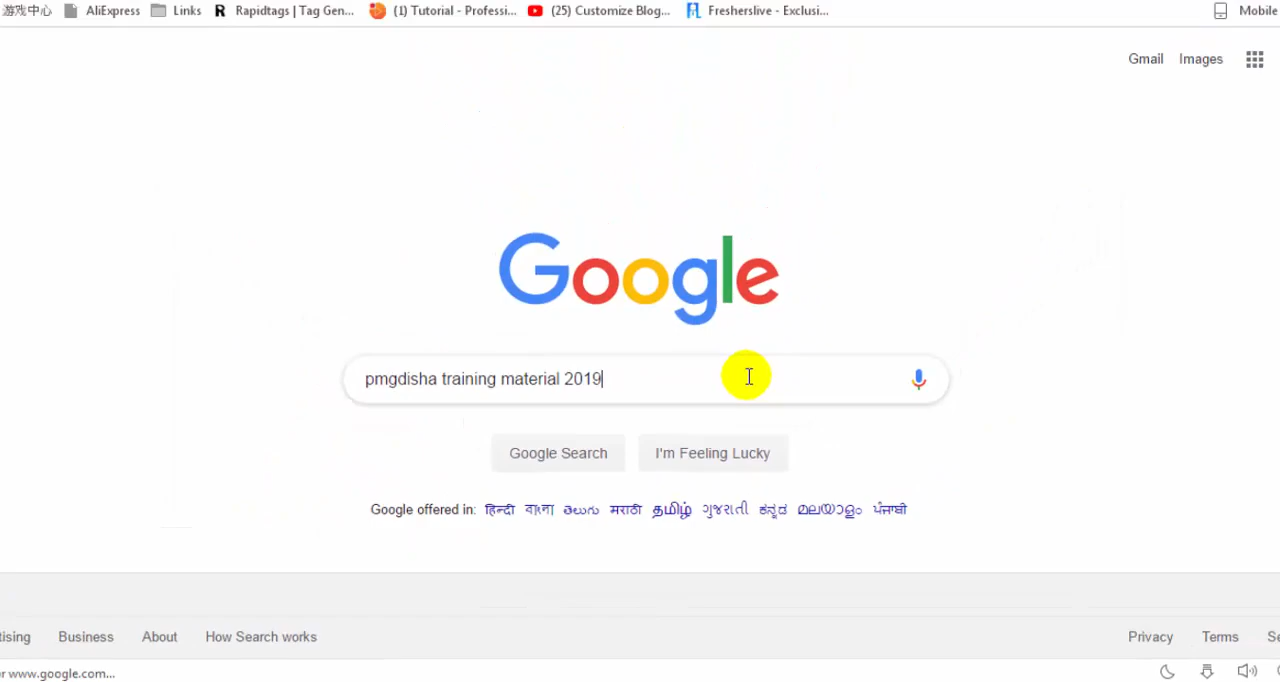 游戏中心 AliExpress Links Rapidtags | Tag Gen... (1) Tutorial - Professi... (25) Customize Blog... Fresherslive - Exclusi... Mobile
Gmail Images
Google
pmgdisha training material 2019
Google Search I'm Feeling Lucky
Google offered in: हिन्दी বাংলা తెలుగు मराठी தமிழ் ગુજરાતી ಕನ್ನಡ മലയാളം ਪੰਜਾਬੀ
tising Business About How Search works Privacy Terms Se
r www.google.com...